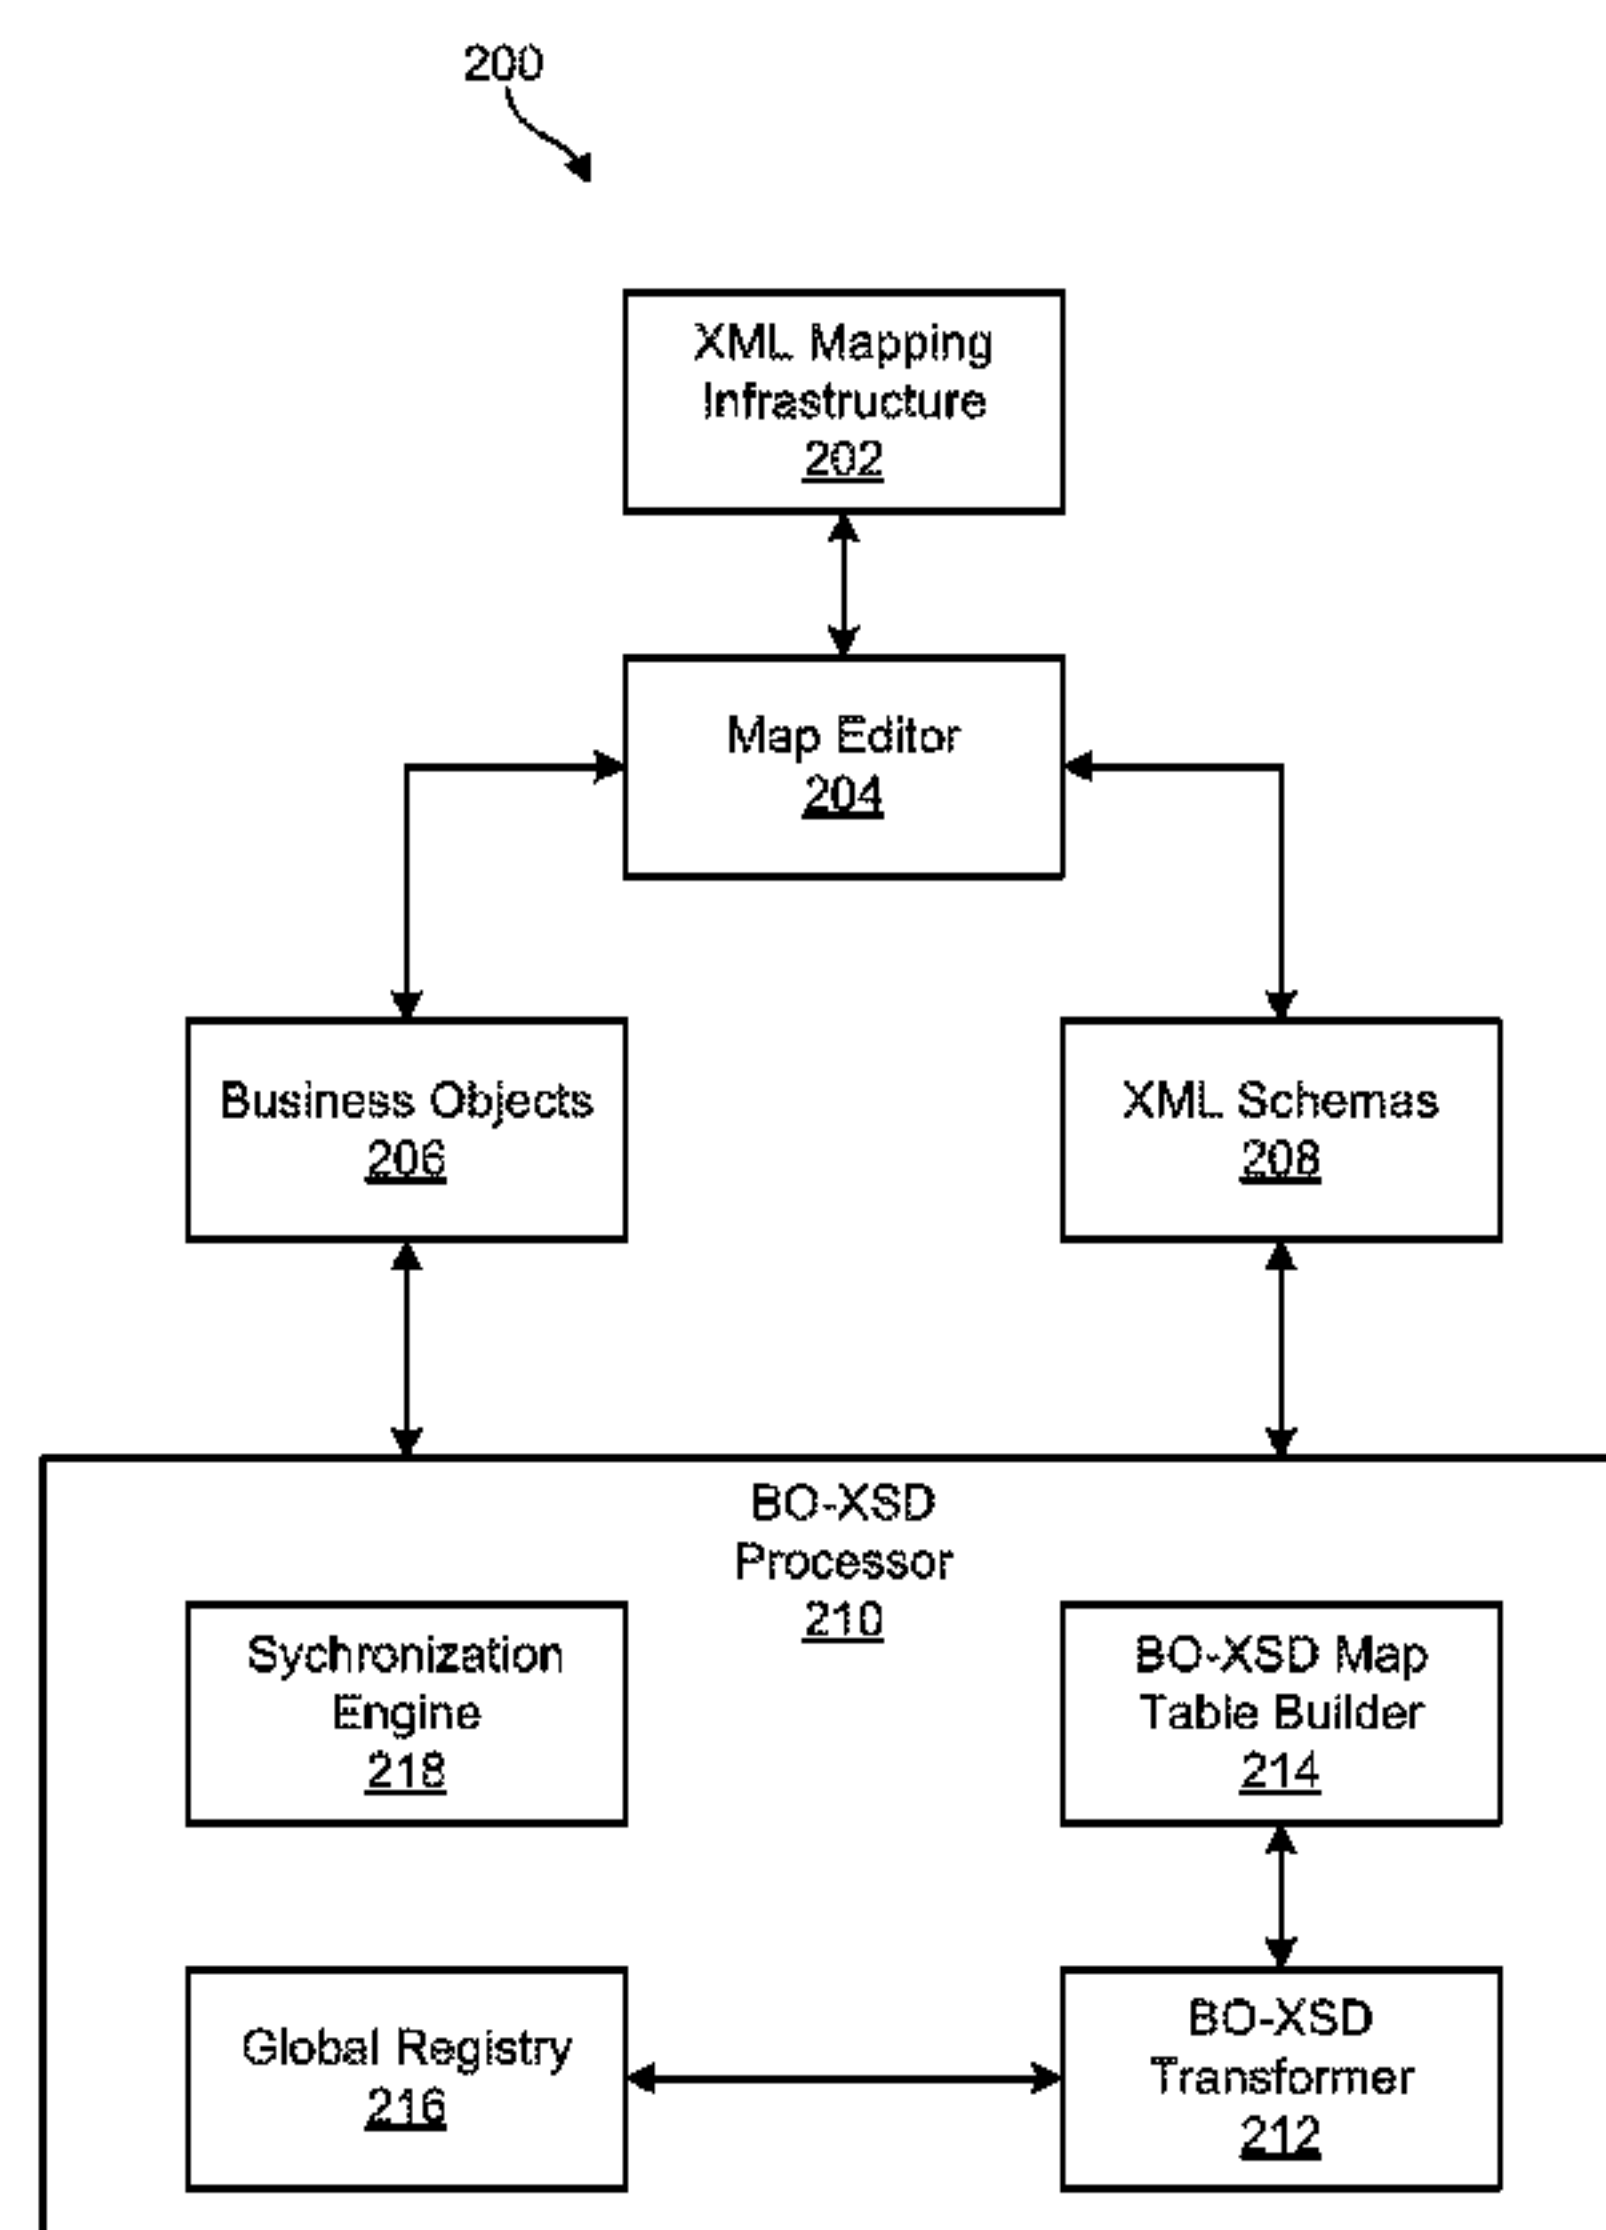 200
XML Mapping
Infrastructure
202
Map Editor
204
Business Objects
206
XML Schemas
208
BO-XSD
Processor
210
Sychronization
Engine
218
BO-XSD Map
Table Builder
214
Global Registry
216
BO-XSD
Transformer
212